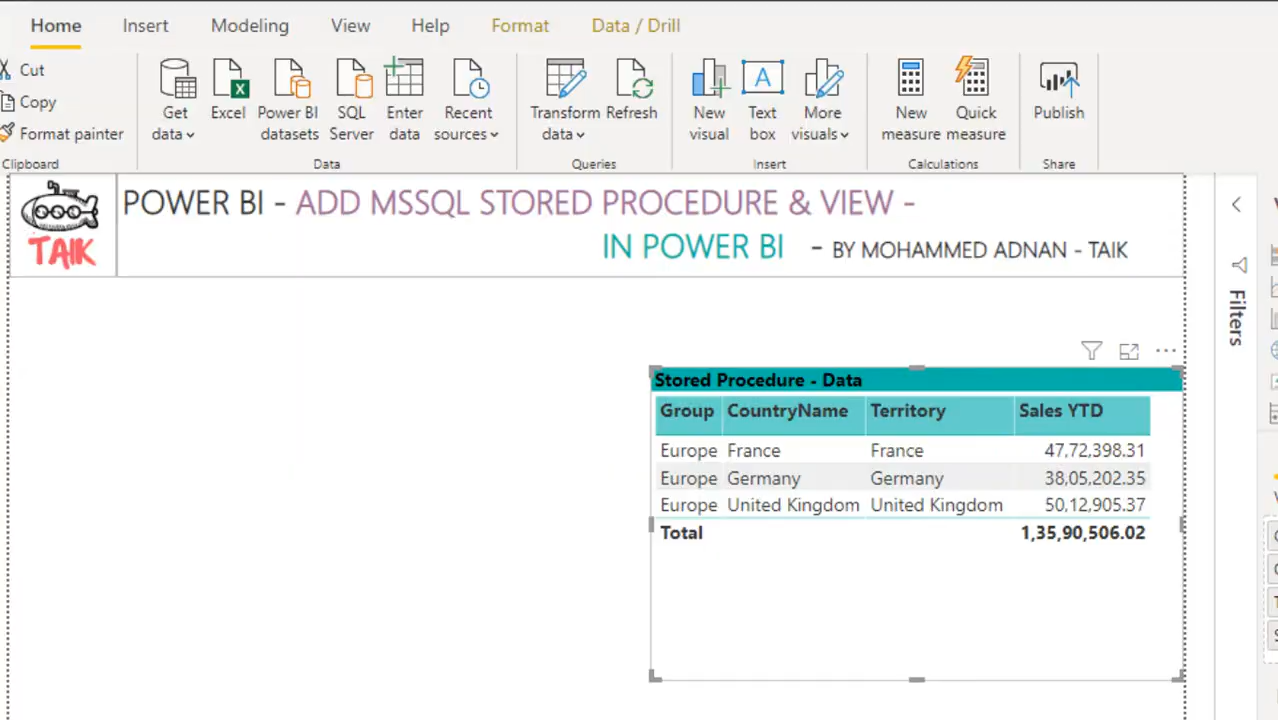 Home Insert Modeling View Help Format Data / Drill
Cut
Copy
Format painter
Clipboard
Get data
Excel
Power BI datasets
SQL Server
Enter data
Recent sources
Data
Transform data
Refresh
Queries
New visual
Text box
More visuals
Insert
New measure
Quick measure
Calculations
Publish
Share
TAIK
POWER BI - ADD MSSQL STORED PROCEDURE & VIEW -
IN POWER BI - BY MOHAMMED ADNAN - TAIK
Filters
Stored Procedure - Data
Group CountryName Territory Sales YTD
Europe France France 47,72,398.31
Europe Germany Germany 38,05,202.35
Europe United Kingdom United Kingdom 50,12,905.37
Total 1,35,90,506.02